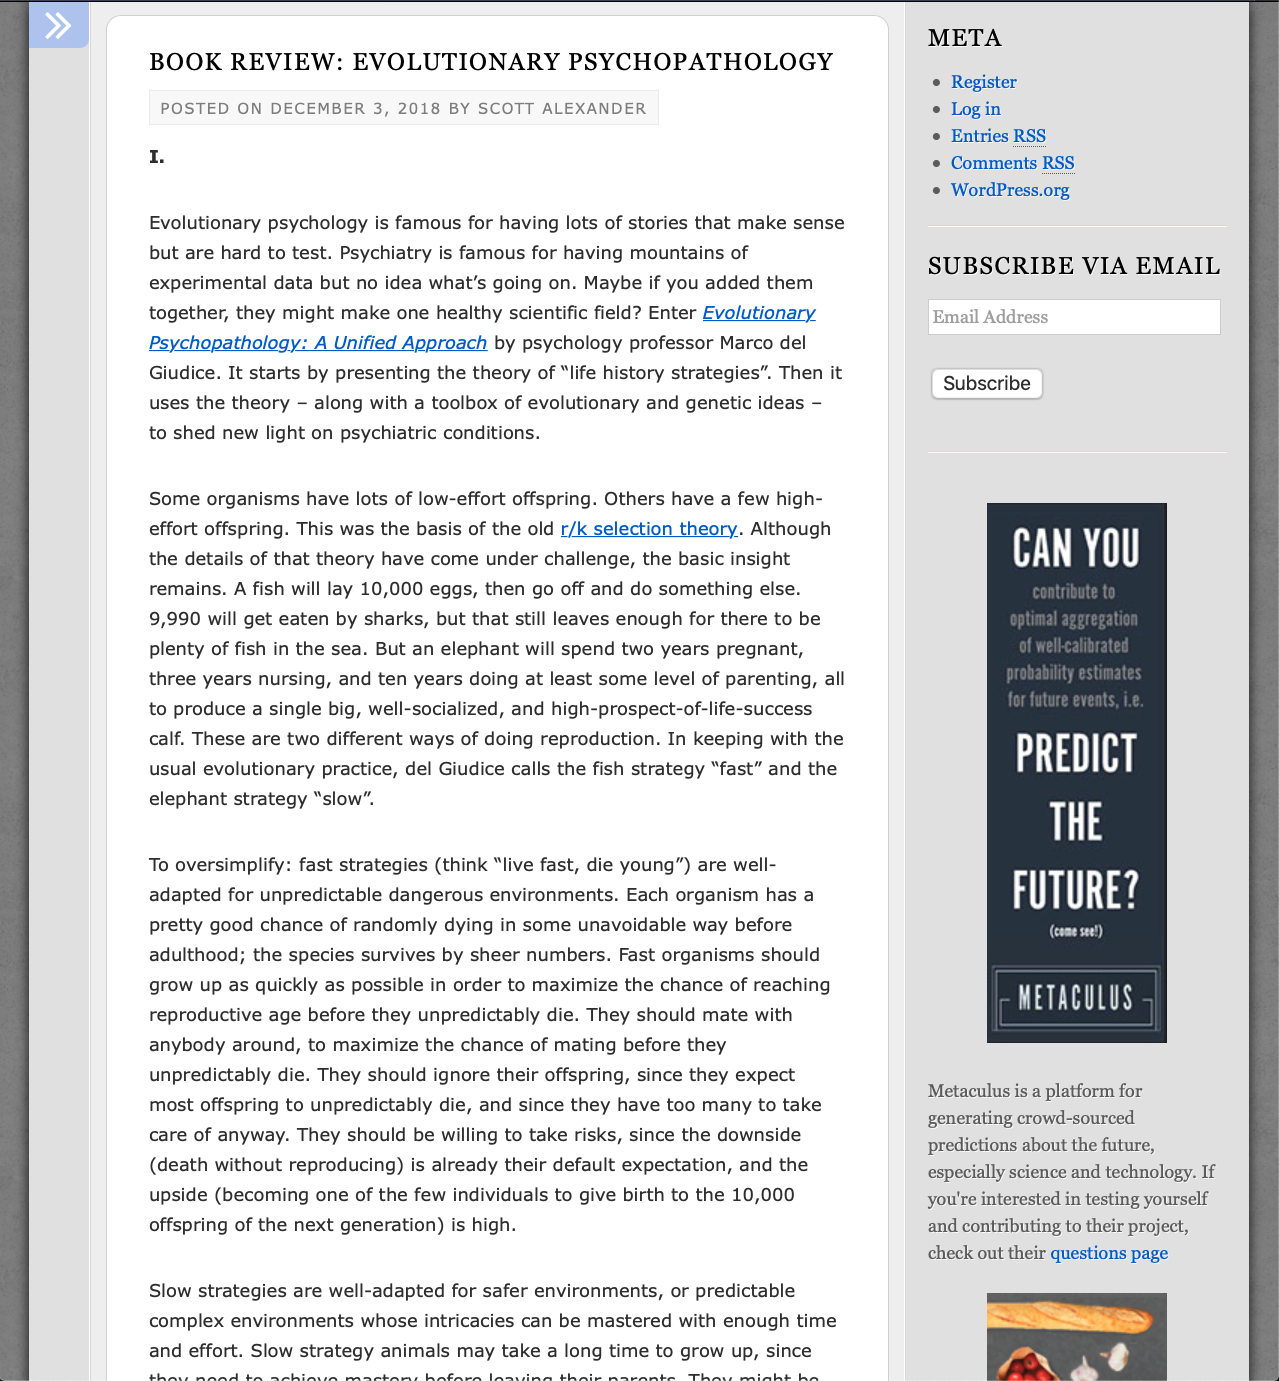 BOOK REVIEW: EVOLUTIONARY PSYCHOPATHOLOGY
POSTED ON DECEMBER 3, 2018 BY SCOTT ALEXANDER
I.
Evolutionary psychology is famous for having lots of stories that make sense
but are hard to test. Psychiatry is famous for having mountains of
experimental data but no idea what’s going on. Maybe if you added them
together, they might make one healthy scientific field? Enter Evolutionary
Psychopathology: A Unified Approach by psychology professor Marco del
Giudice. It starts by presenting the theory of “life history strategies”. Then it
uses the theory – along with a toolbox of evolutionary and genetic ideas –
to shed new light on psychiatric conditions.
Some organisms have lots of low-effort offspring. Others have a few high-
effort offspring. This was the basis of the old r/k selection theory. Although
the details of that theory have come under challenge, the basic insight
remains. A fish will lay 10,000 eggs, then go off and do something else.
9,990 will get eaten by sharks, but that still leaves enough for there to be
plenty of fish in the sea. But an elephant will spend two years pregnant,
three years nursing, and ten years doing at least some level of parenting, all
to produce a single big, well-socialized, and high-prospect-of-life-success
calf. These are two different ways of doing reproduction. In keeping with the
usual evolutionary practice, del Giudice calls the fish strategy “fast” and the
elephant strategy “slow”.
To oversimplify: fast strategies (think “live fast, die young”) are well-
adapted for unpredictable dangerous environments. Each organism has a
pretty good chance of randomly dying in some unavoidable way before
adulthood; the species survives by sheer numbers. Fast organisms should
grow up as quickly as possible in order to maximize the chance of reaching
reproductive age before they unpredictably die. They should mate with
anybody around, to maximize the chance of mating before they
unpredictably die. They should ignore their offspring, since they expect
most offspring to unpredictably die, and since they have too many to take
care of anyway. They should be willing to take risks, since the downside
(death without reproducing) is already their default expectation, and the
upside (becoming one of the few individuals to give birth to the 10,000
offspring of the next generation) is high.
Slow strategies are well-adapted for safer environments, or predictable
complex environments whose intricacies can be mastered with enough time
and effort. Slow strategy animals may take a long time to grow up, since
they need to achieve mastery before leaving their parents. They might be
META
Register
Log in
Entries RSS
Comments RSS
WordPress.org
SUBSCRIBE VIA EMAIL
Email Address
Subscribe
CAN YOU
contribute to
optimal aggregation
of well-calibrated
probability estimates
for future events, i.e.
PREDICT
THE
FUTURE?
(come see!)
METACULUS
Metaculus is a platform for
generating crowd-sourced
predictions about the future,
especially science and technology. If
you're interested in testing yourself
and contributing to their project,
check out their questions page